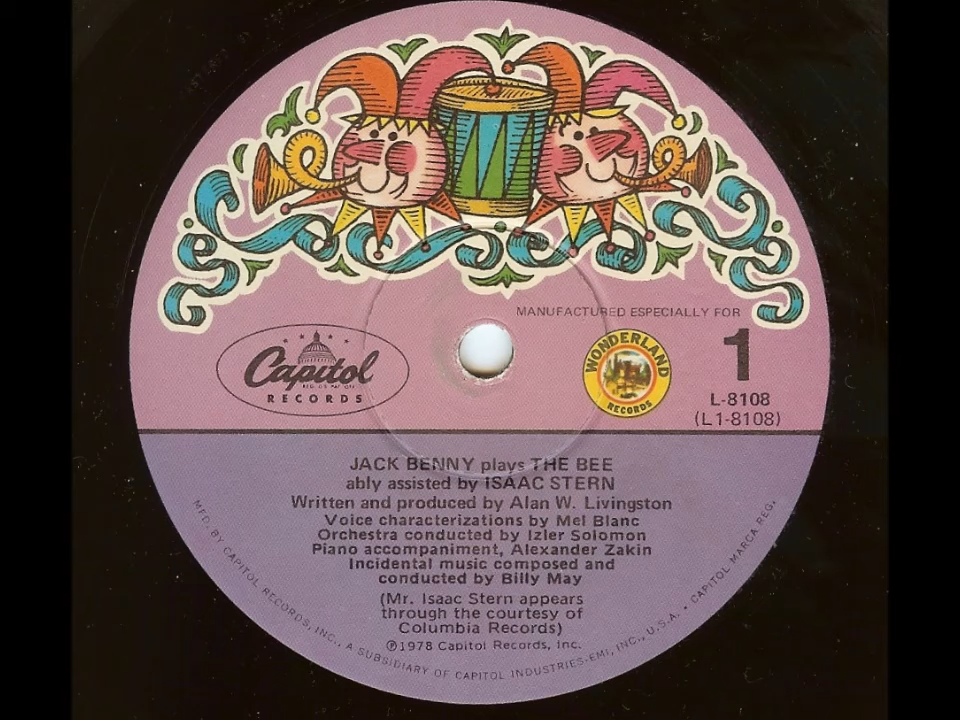 MANUFACTURED ESPECIALLY FOR
Capitol
RECORDS
WONDERLAND
RECORDS
1
L-8108
(L1-8108)
JACK BENNY plays THE BEE
ably assisted by ISAAC STERN
Written and produced by Alan W. Livingston
Voice characterizations by Mel Blanc
Orchestra conducted by Izler Solomon
Piano accompaniment, Alexander Zakin
Incidental music composed and
conducted by Billy May
(Mr. Isaac Stern appears
through the courtesy of
Columbia Records)
℗1978 Capitol Records, Inc.
MFD. BY CAPITOL RECORDS, INC., A SUBSIDIARY OF CAPITOL INDUSTRIES-EMI, INC., U.S.A. • CAPITOL MARCA REG.